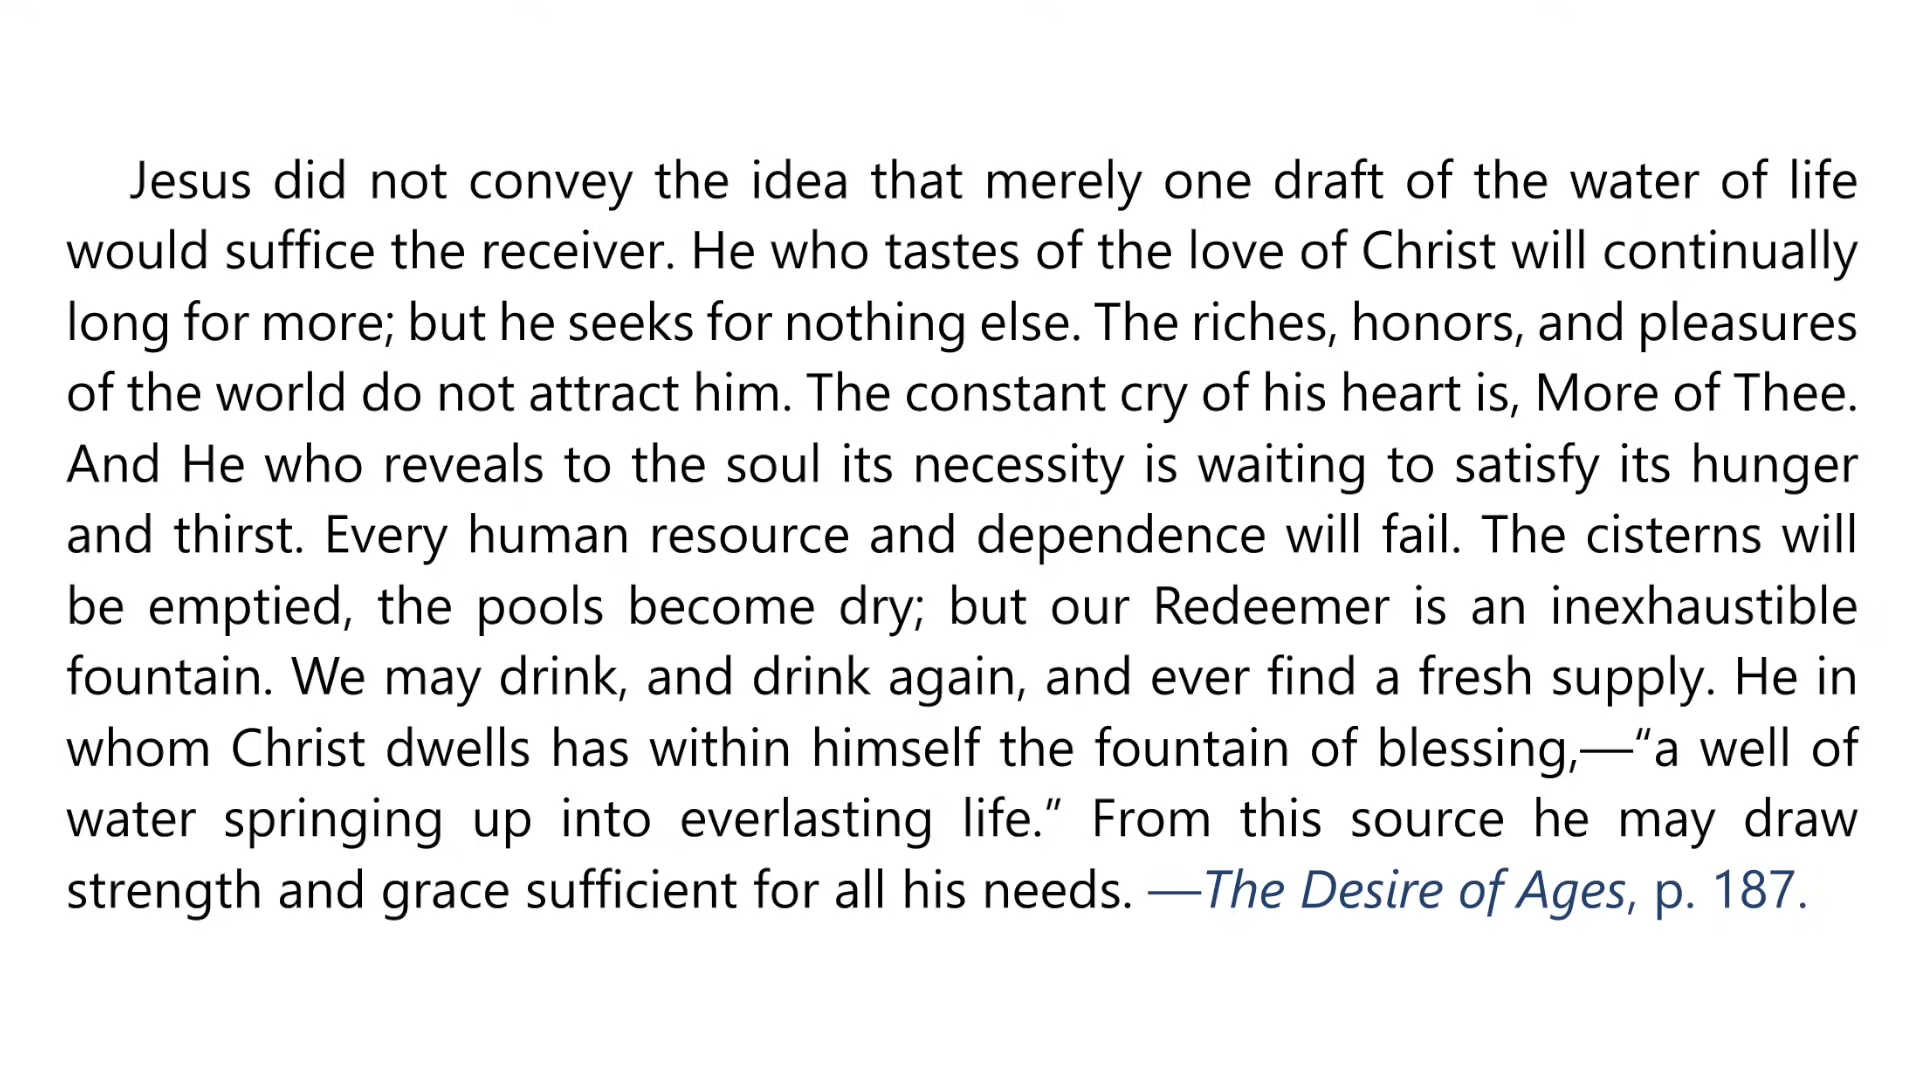 Jesus did not convey the idea that merely one draft of the water of life
would suffice the receiver. He who tastes of the love of Christ will continually
long for more; but he seeks for nothing else. The riches, honors, and pleasures
of the world do not attract him. The constant cry of his heart is, More of Thee.
And He who reveals to the soul its necessity is waiting to satisfy its hunger
and thirst. Every human resource and dependence will fail. The cisterns will
be emptied, the pools become dry; but our Redeemer is an inexhaustible
fountain. We may drink, and drink again, and ever find a fresh supply. He in
whom Christ dwells has within himself the fountain of blessing,—“a well of
water springing up into everlasting life.” From this source he may draw
strength and grace sufficient for all his needs. —The Desire of Ages, p. 187.